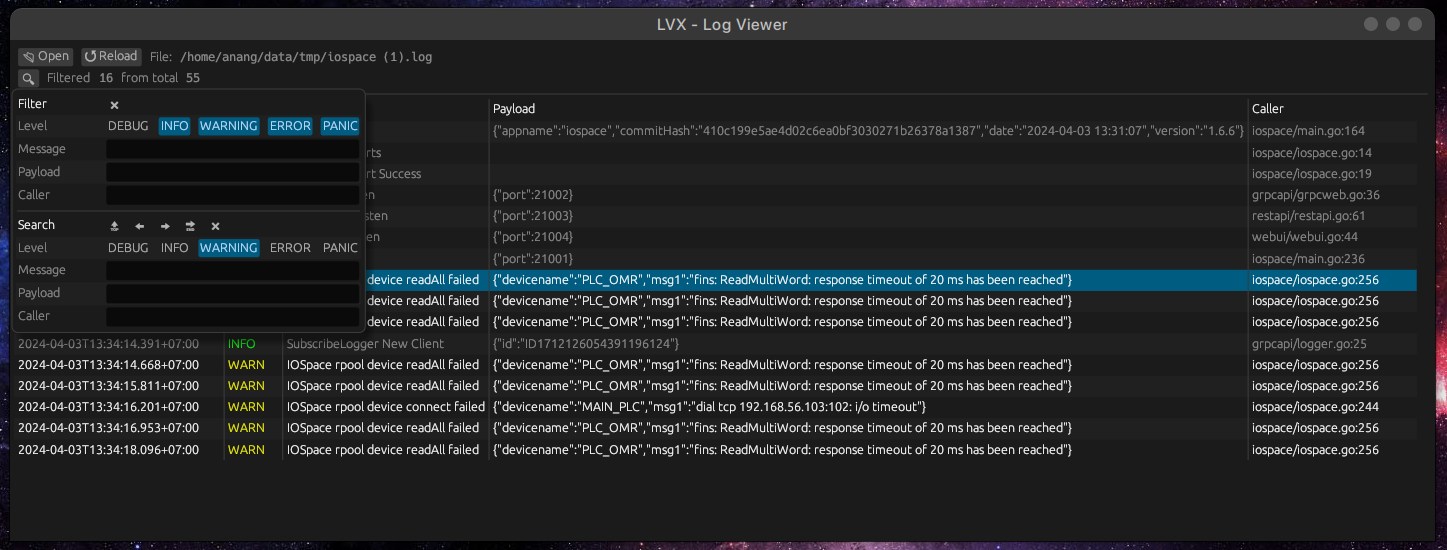 LVX - Log Viewer
Open Reload File: /home/anang/data/tmp/iospace (1).log
Filtered 16 from total 55
Filter
Level DEBUG INFO WARNING ERROR PANIC
Message
Payload
Caller
Search
Level DEBUG INFO WARNING ERROR PANIC
Message
Payload
Caller
Payload Caller
{"appname":"iospace","commitHash":"410c199e5ae4d02c6ea0bf3030271b26378a1387","date":"2024-04-03 13:31:07","version":"1.6.6"} iospace/main.go:164
rts iospace/iospace.go:14
rt Success iospace/iospace.go:19
en {"port":21002} grpcapi/grpcweb.go:36
sten {"port":21003} restapi/restapi.go:61
en {"port":21004} webui/webui.go:44
{"port":21001} iospace/main.go:236
device readAll failed {"devicename":"PLC_OMR","msg1":"fins: ReadMultiWord: response timeout of 20 ms has been reached"} iospace/iospace.go:256
device readAll failed {"devicename":"PLC_OMR","msg1":"fins: ReadMultiWord: response timeout of 20 ms has been reached"} iospace/iospace.go:256
device readAll failed {"devicename":"PLC_OMR","msg1":"fins: ReadMultiWord: response timeout of 20 ms has been reached"} iospace/iospace.go:256
2024-04-03T13:34:14.391+07:00 INFO SubscribeLogger New Client {"id":"ID1712126054391196124"} grpcapi/logger.go:25
2024-04-03T13:34:14.668+07:00 WARN IOSpace rpool device readAll failed {"devicename":"PLC_OMR","msg1":"fins: ReadMultiWord: response timeout of 20 ms has been reached"} iospace/iospace.go:256
2024-04-03T13:34:15.811+07:00 WARN IOSpace rpool device readAll failed {"devicename":"PLC_OMR","msg1":"fins: ReadMultiWord: response timeout of 20 ms has been reached"} iospace/iospace.go:256
2024-04-03T13:34:16.201+07:00 WARN IOSpace rpool device connect failed {"devicename":"MAIN_PLC","msg1":"dial tcp 192.168.56.103:102: i/o timeout"} iospace/iospace.go:244
2024-04-03T13:34:16.953+07:00 WARN IOSpace rpool device readAll failed {"devicename":"PLC_OMR","msg1":"fins: ReadMultiWord: response timeout of 20 ms has been reached"} iospace/iospace.go:256
2024-04-03T13:34:18.096+07:00 WARN IOSpace rpool device readAll failed {"devicename":"PLC_OMR","msg1":"fins: ReadMultiWord: response timeout of 20 ms has been reached"} iospace/iospace.go:256